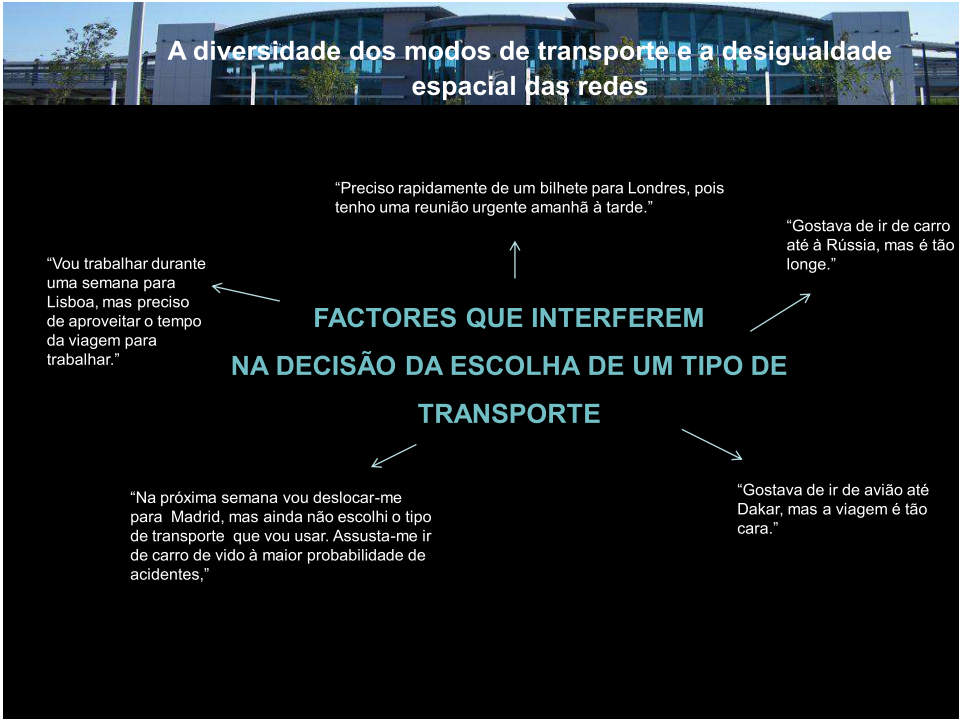 A diversidade dos modos de transporte e a desigualdade
espacial das redes
“Preciso rapidamente de um bilhete para Londres, pois
tenho uma reunião urgente amanhã à tarde.”
“Gostava de ir de carro
até à Rússia, mas é tão
longe.”
“Vou trabalhar durante
uma semana para
Lisboa, mas preciso
de aproveitar o tempo
da viagem para
trabalhar.”
FACTORES QUE INTERFEREM
NA DECISÃO DA ESCOLHA DE UM TIPO DE
TRANSPORTE
“Na próxima semana vou deslocar-me
para  Madrid, mas ainda não escolhi o tipo
de transporte  que vou usar. Assusta-me ir
de carro de vido à maior probabilidade de
acidentes,”
“Gostava de ir de avião até
Dakar, mas a viagem é tão
cara.”